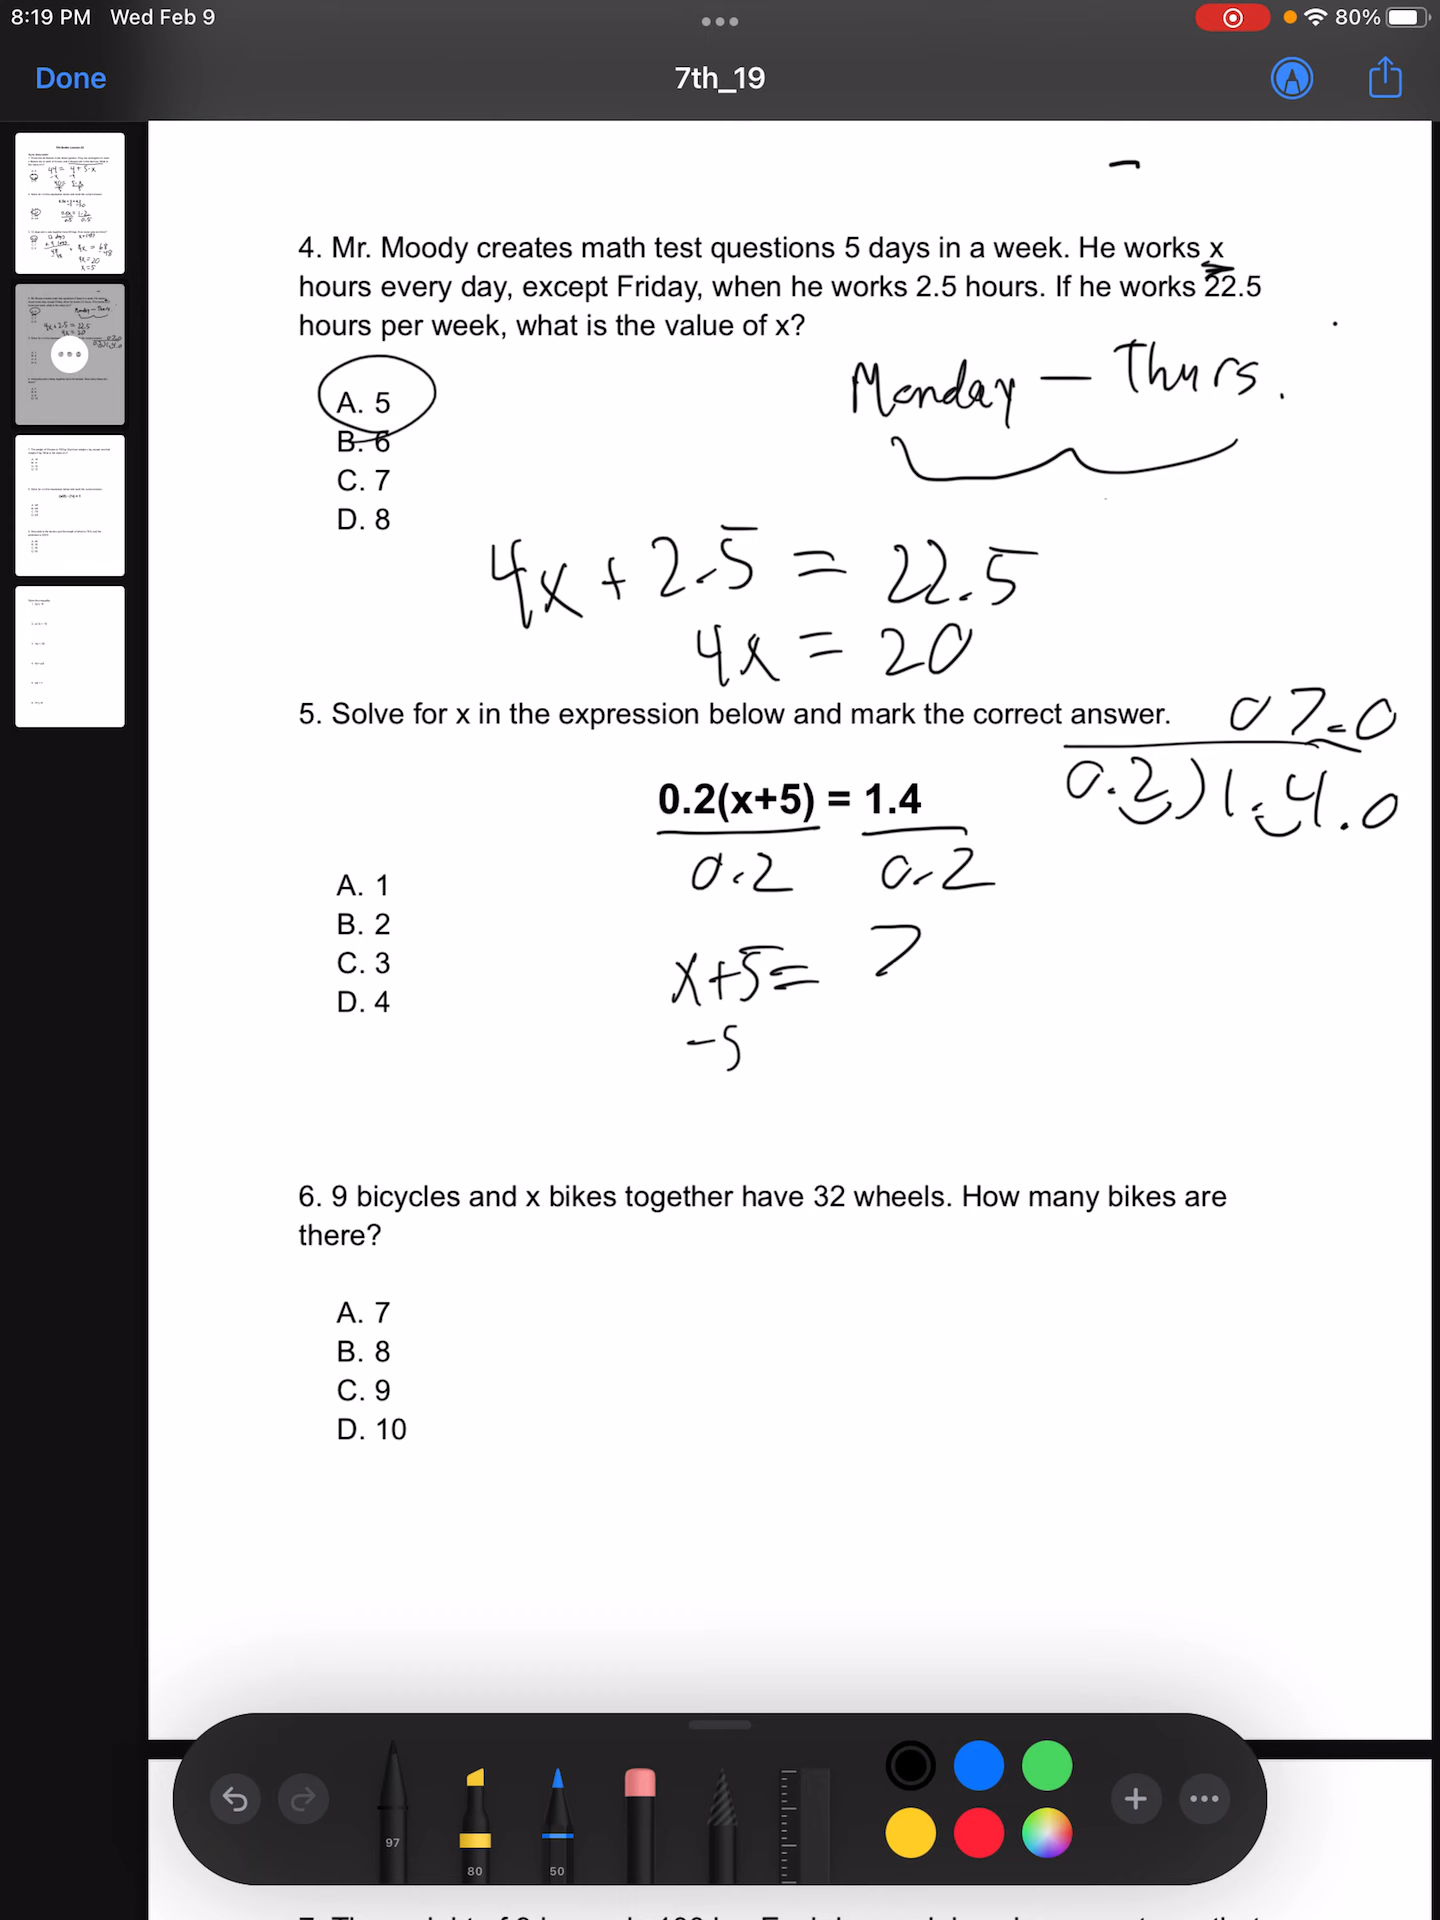 8:19 PM Wed Feb 9
80%
Done
7th_19
4. Mr. Moody creates math test questions 5 days in a week. He works x
hours every day, except Friday, when he works 2.5 hours. If he works 22.5
hours per week, what is the value of x?
Monday — Thurs.
A. 5
B. 6
C. 7
D. 8
4x + 2.5 = 22.5
4x = 20
5. Solve for x in the expression below and mark the correct answer.
07.0
0.2)1.4.0
0.2(x+5) = 1.4
0.2 0.2
A. 1
B. 2
C. 3
D. 4
x+5= 7
-5
6. 9 bicycles and x bikes together have 32 wheels. How many bikes are
there?
A. 7
B. 8
C. 9
D. 10
97
80
50